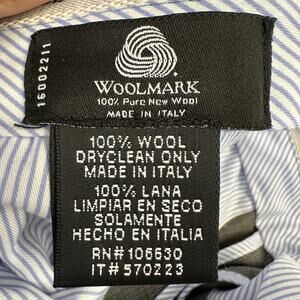 16002211
WOOLMARK
100% Pure New Wool
MADE IN ITALY
100% WOOL
DRYCLEAN ONLY
MADE IN ITALY
100% LANA
LIMPIAR EN SECO
SOLAMENTE
HECHO EN ITALIA
RN#106630
IT#570223